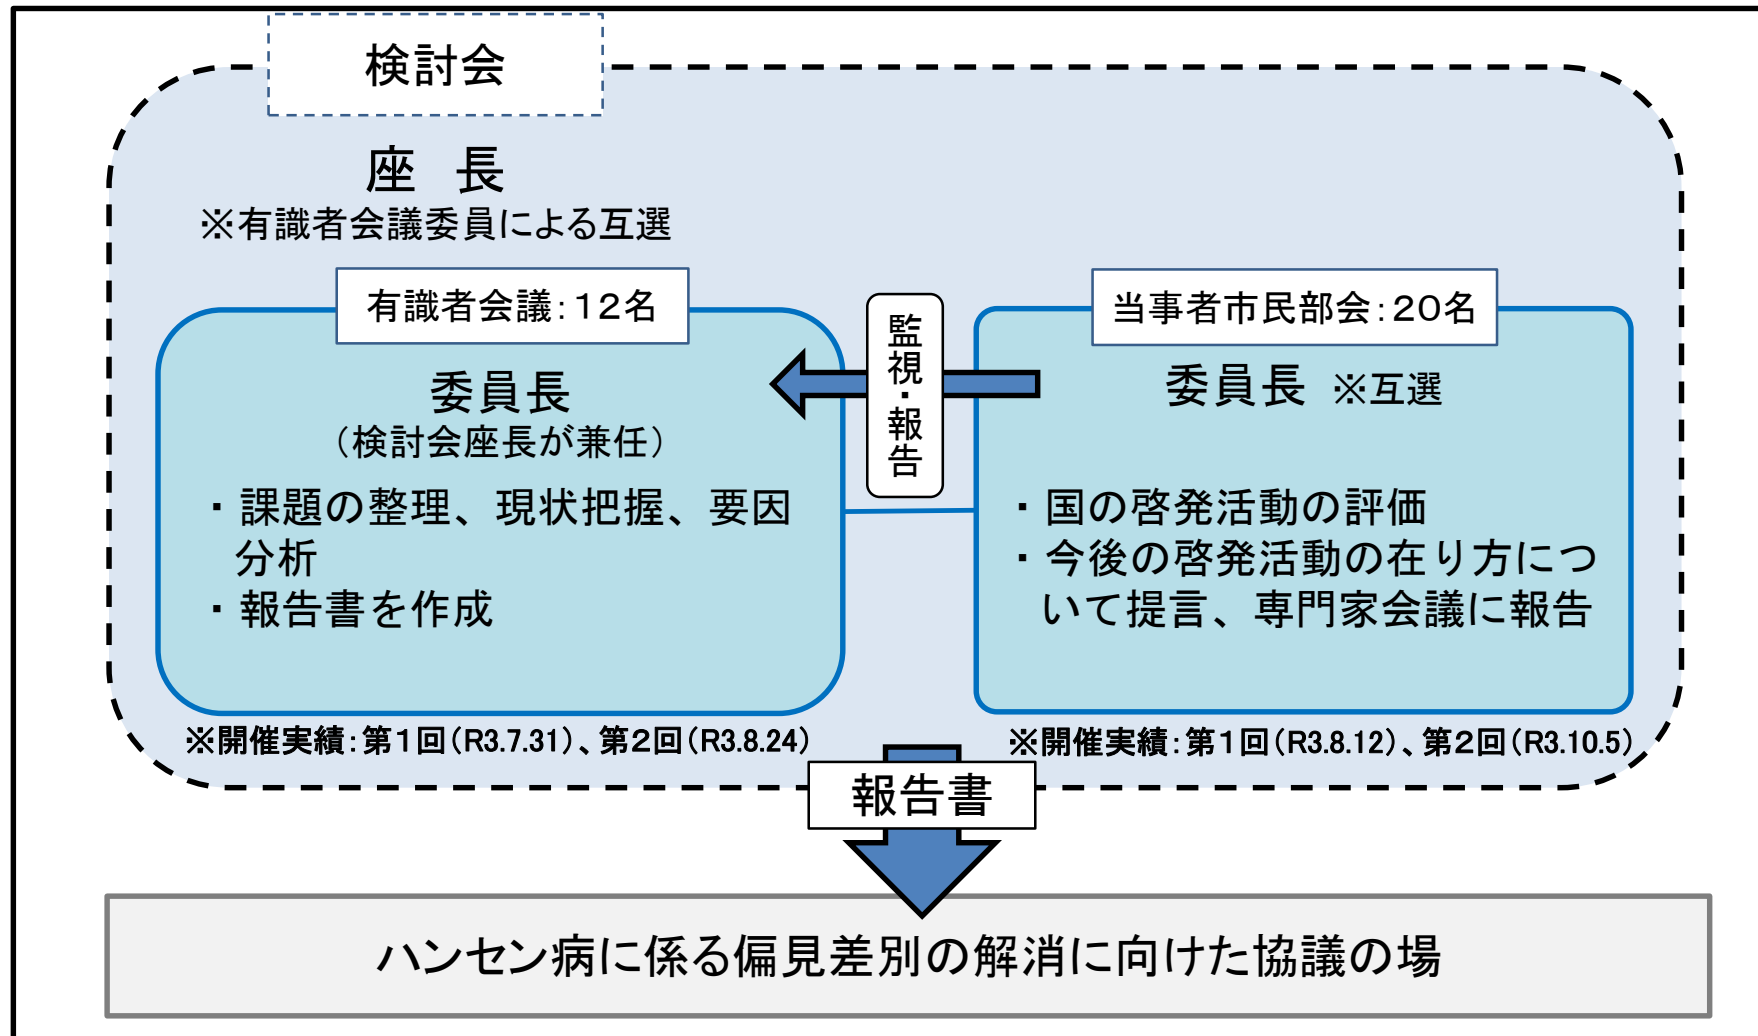 検討会
座　長
※有識者会議委員による互選
有識者会議：１２名
委員長
（検討会座長が兼任）
・課題の整理、現状把握、要因
分析
・報告書を作成
※開催実績：第１回（R3.7.31）、第２回（R3.8.24）
監視・報告
当事者市民部会：２０名
委員長　※互選
・国の啓発活動の評価
・今後の啓発活動の在り方につ
いて提言、専門家会議に報告
※開催実績：第１回（R3.8.12）、第２回（R3.10.5）
報告書
ハンセン病に係る偏見差別の解消に向けた協議の場